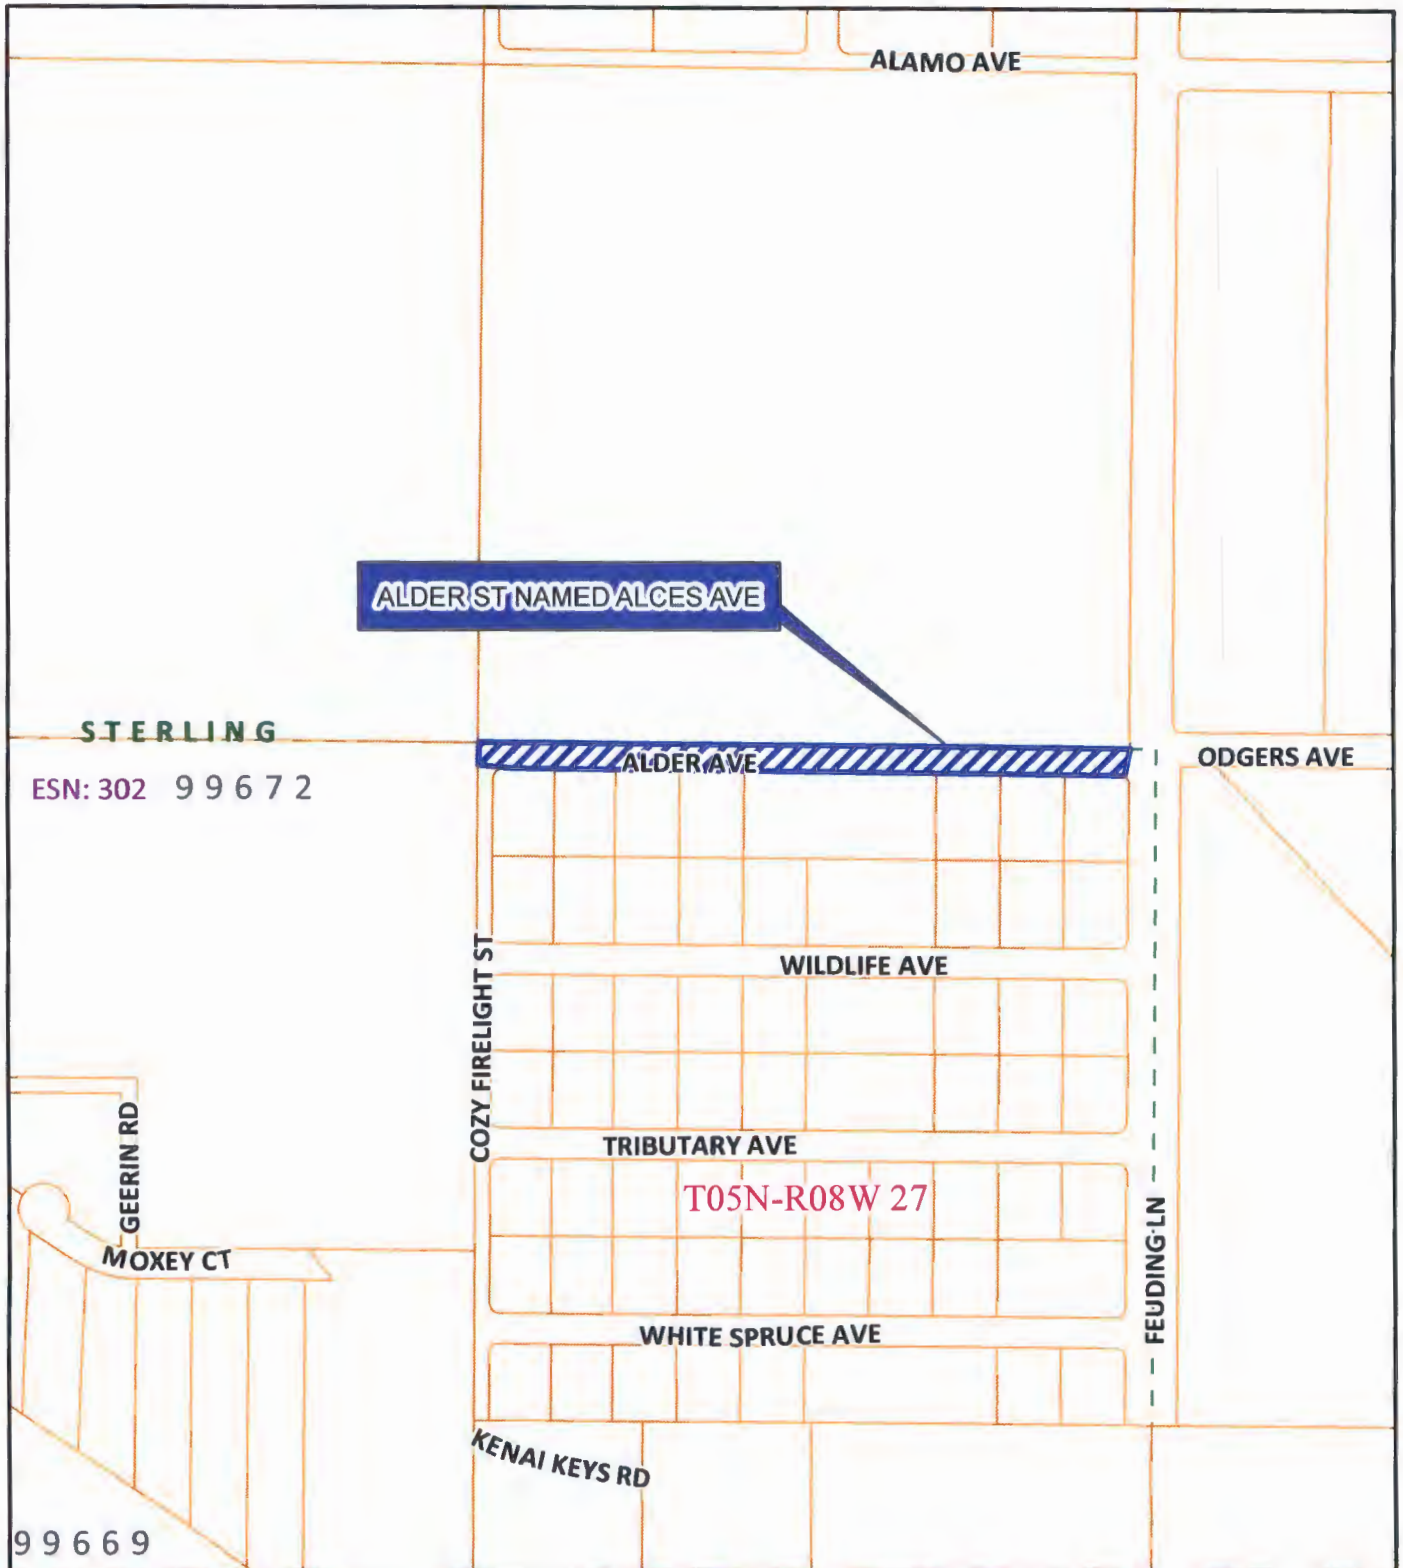 ALAMO AVE
ALDER ST NAMED ALCES AVE
STERLING
ALDER AVE
ODGERS AVE
ESN: 302 99672
COZY FIRELIGHT ST
WILDLIFE AVE
GEERIN RD
TRIBUTARY AVE
T05N-R08W 27
FEUDING LN
MOXEY CT
WHITE SPRUCE AVE
KENAI KEYS RD
99669